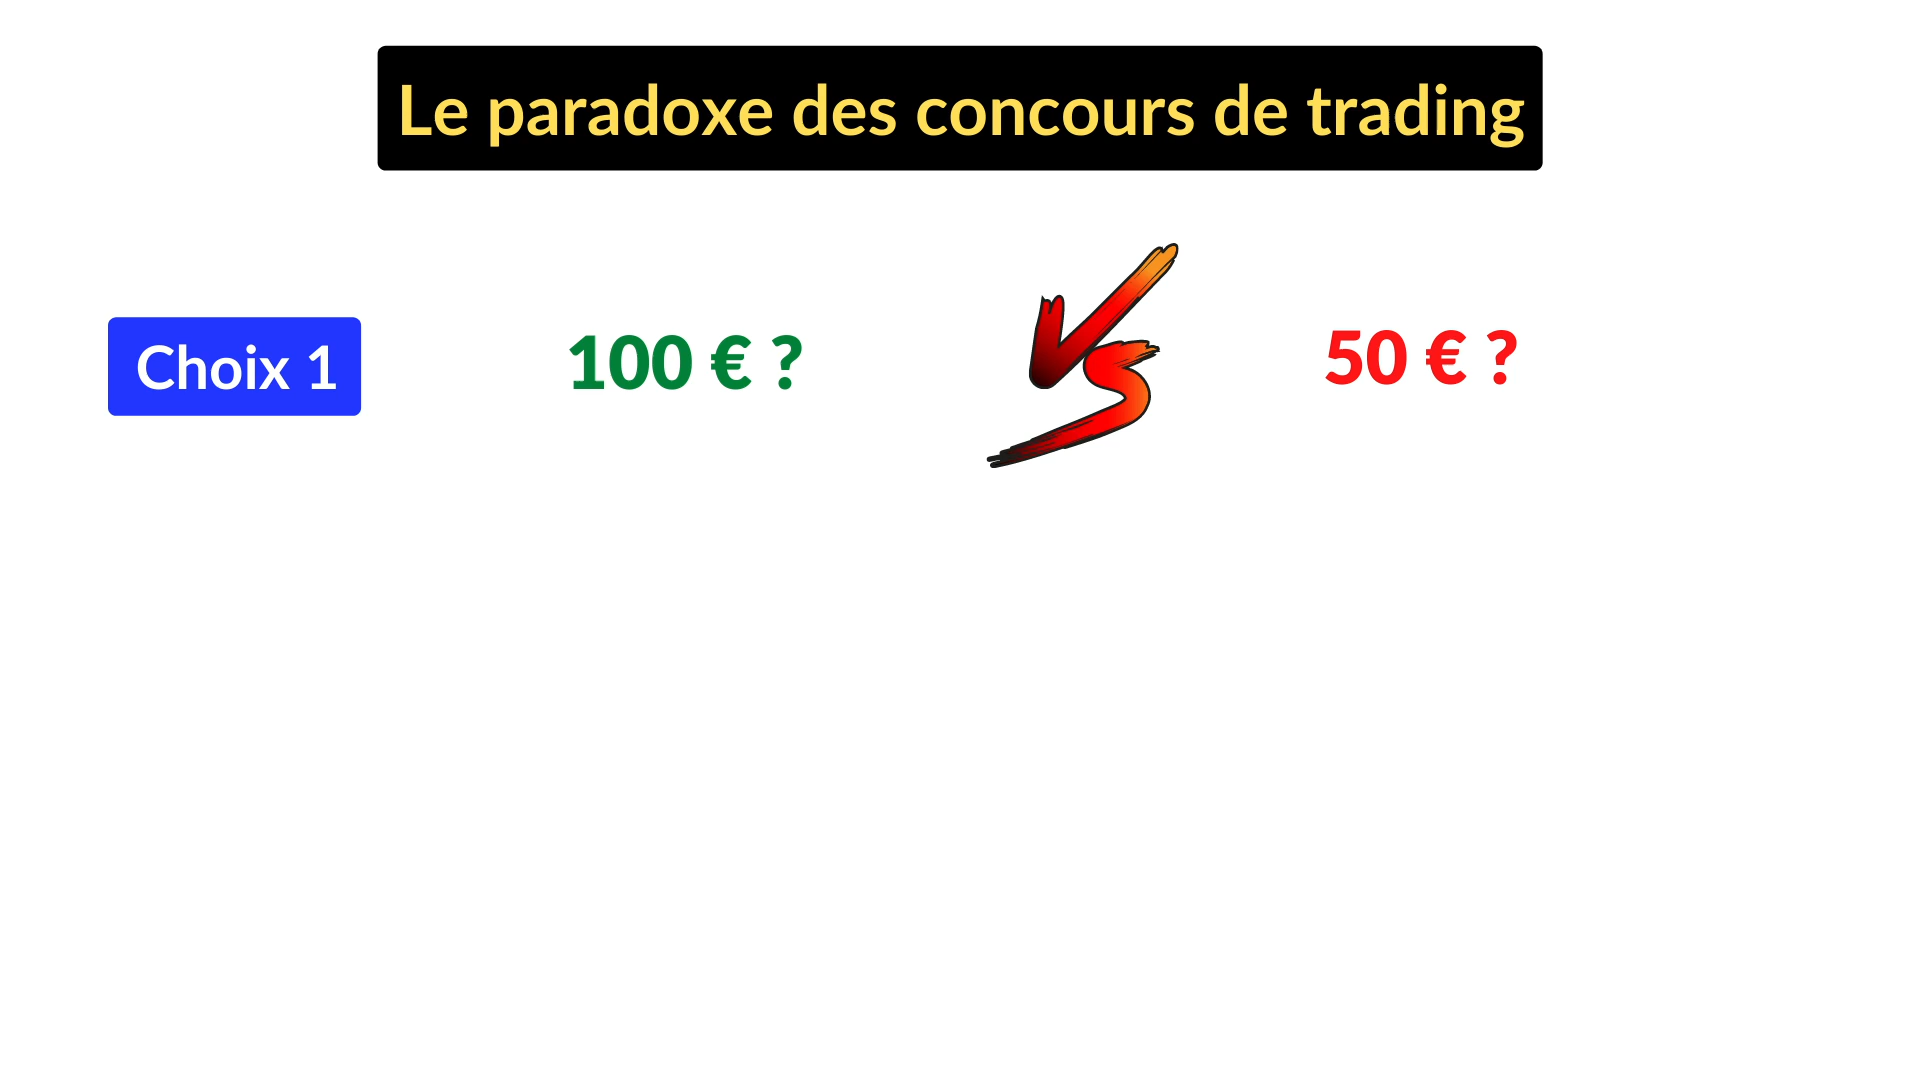 Le paradoxe des concours de trading
Choix 1
100 € ?
VS
50 € ?